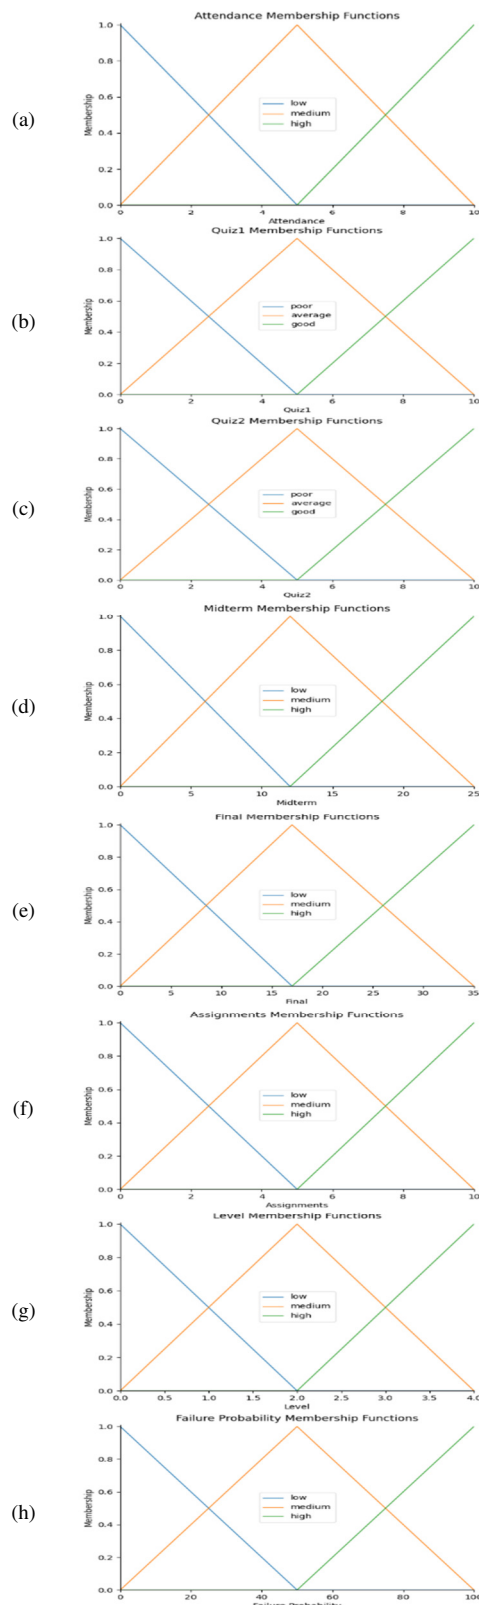 (a)
Attendance Membership Functions
Membership
1.0
0.8
0.6
0.4
0.2
0.0
low
medium
high
0 2 4 6 8 10
Attendance
(b)
Quiz1 Membership Functions
Membership
1.0
0.8
0.6
0.4
0.2
0.0
poor
average
good
0 2 4 6 8 10
Quiz1
(c)
Quiz2 Membership Functions
Membership
1.0
0.8
0.6
0.4
0.2
0.0
poor
average
good
0 2 4 6 8 10
Quiz2
(d)
Midterm Membership Functions
Membership
1.0
0.8
0.6
0.4
0.2
0.0
low
medium
high
0 5 10 15 20 25
Midterm
(e)
Final Membership Functions
Membership
1.0
0.8
0.6
0.4
0.2
0.0
low
medium
high
0 5 10 15 20 25 30 35
Final
(f)
Assignments Membership Functions
Membership
1.0
0.8
0.6
0.4
0.2
0.0
low
medium
high
0 2 4 6 8 10
Assignments
(g)
Level Membership Functions
Membership
1.0
0.8
0.6
0.4
0.2
0.0
low
medium
high
0.0 0.5 1.0 1.5 2.0 2.5 3.0 3.5 4.0
Level
(h)
Failure Probability Membership Functions
Membership
1.0
0.8
0.6
0.4
0.2
0.0
low
medium
high
0 20 40 60 80 100
Failure Probability